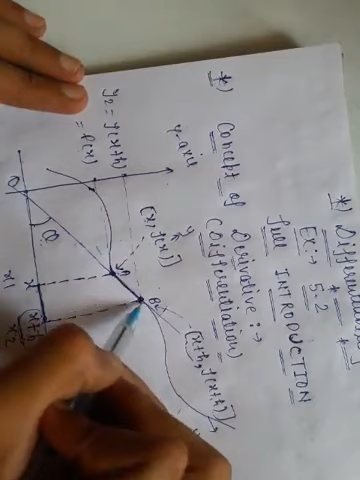 *) Differentiation
Ex:- 5.2
full INTRODUCTION
*) Concept of Derivative :→
(Differentiation)
y-axis
y2 = f(x+h)
= f(x)
[x, f(x)]
[x+h, f(x+h)]
P
Q
O
x
x+h
x1
x2